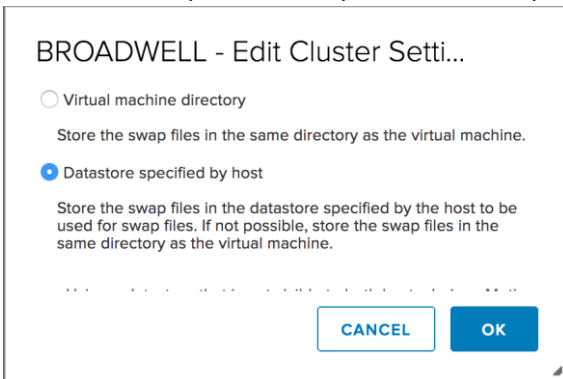 BROADWELL - Edit Cluster Setti...
Virtual machine directory
Store the swap files in the same directory as the virtual machine.
Datastore specified by host
Store the swap files in the datastore specified by the host to be
used for swap files. If not possible, store the swap files in the
same directory as the virtual machine.
CANCEL
OK